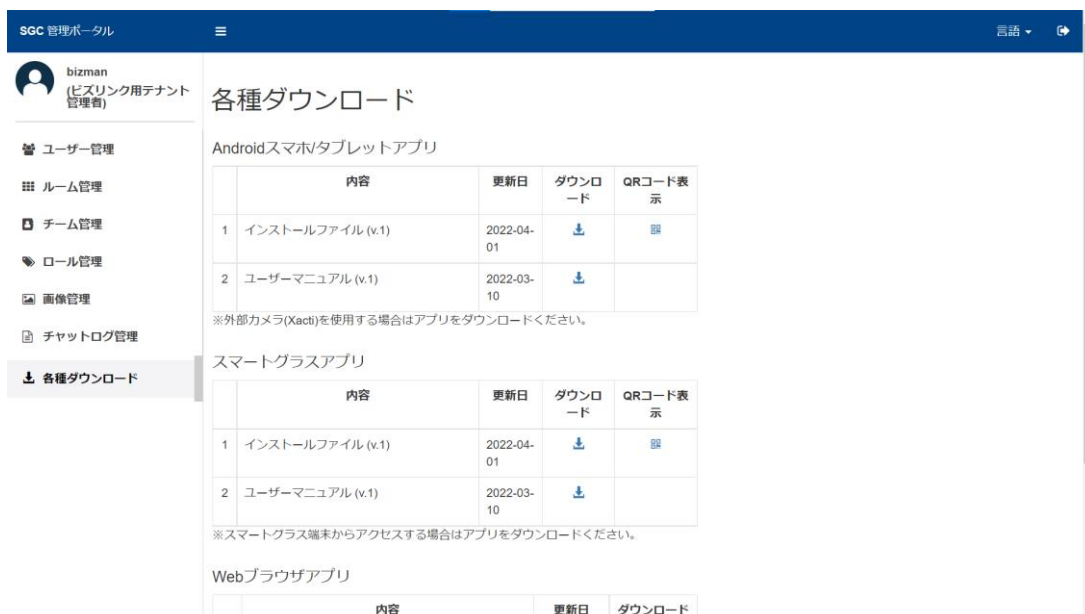 SGC 管理ポータル
言語
bizman
(ビズリンク用テナント
管理者)
ユーザー管理
ルーム管理
チーム管理
ロール管理
画像管理
チャットログ管理
各種ダウンロード
各種ダウンロード
Androidスマホ/タブレットアプリ
内容 更新日 ダウンロ QRコード表
ード 示
1 インストールファイル (v.1) 2022-04-
01
2 ユーザーマニュアル (v.1) 2022-03-
10
※外部カメラ(Xacti)を使用する場合はアプリをダウンロードください。
スマートグラスアプリ
内容 更新日 ダウンロ QRコード表
ード 示
1 インストールファイル (v.1) 2022-04-
01
2 ユーザーマニュアル (v.1) 2022-03-
10
※スマートグラス端末からアクセスする場合はアプリをダウンロードください。
Webブラウザアプリ
内容 更新日 ダウンロード